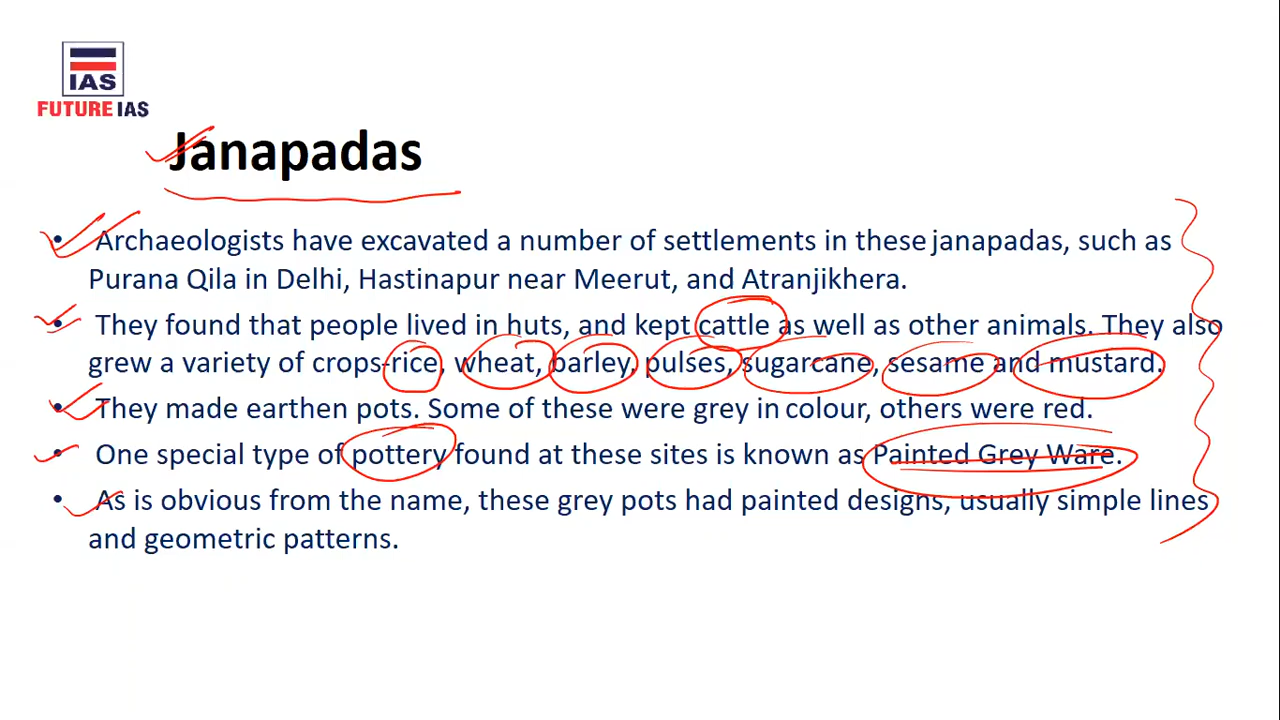 IAS
FUTURE IAS
Janapadas
• Archaeologists have excavated a number of settlements in these janapadas, such as
Purana Qila in Delhi, Hastinapur near Meerut, and Atranjikhera.
• They found that people lived in huts, and kept cattle as well as other animals. They also
grew a variety of crops-rice, wheat, barley, pulses, sugarcane, sesame and mustard.
• They made earthen pots. Some of these were grey in colour, others were red.
• One special type of pottery found at these sites is known as Painted Grey Ware.
• As is obvious from the name, these grey pots had painted designs, usually simple lines
and geometric patterns.